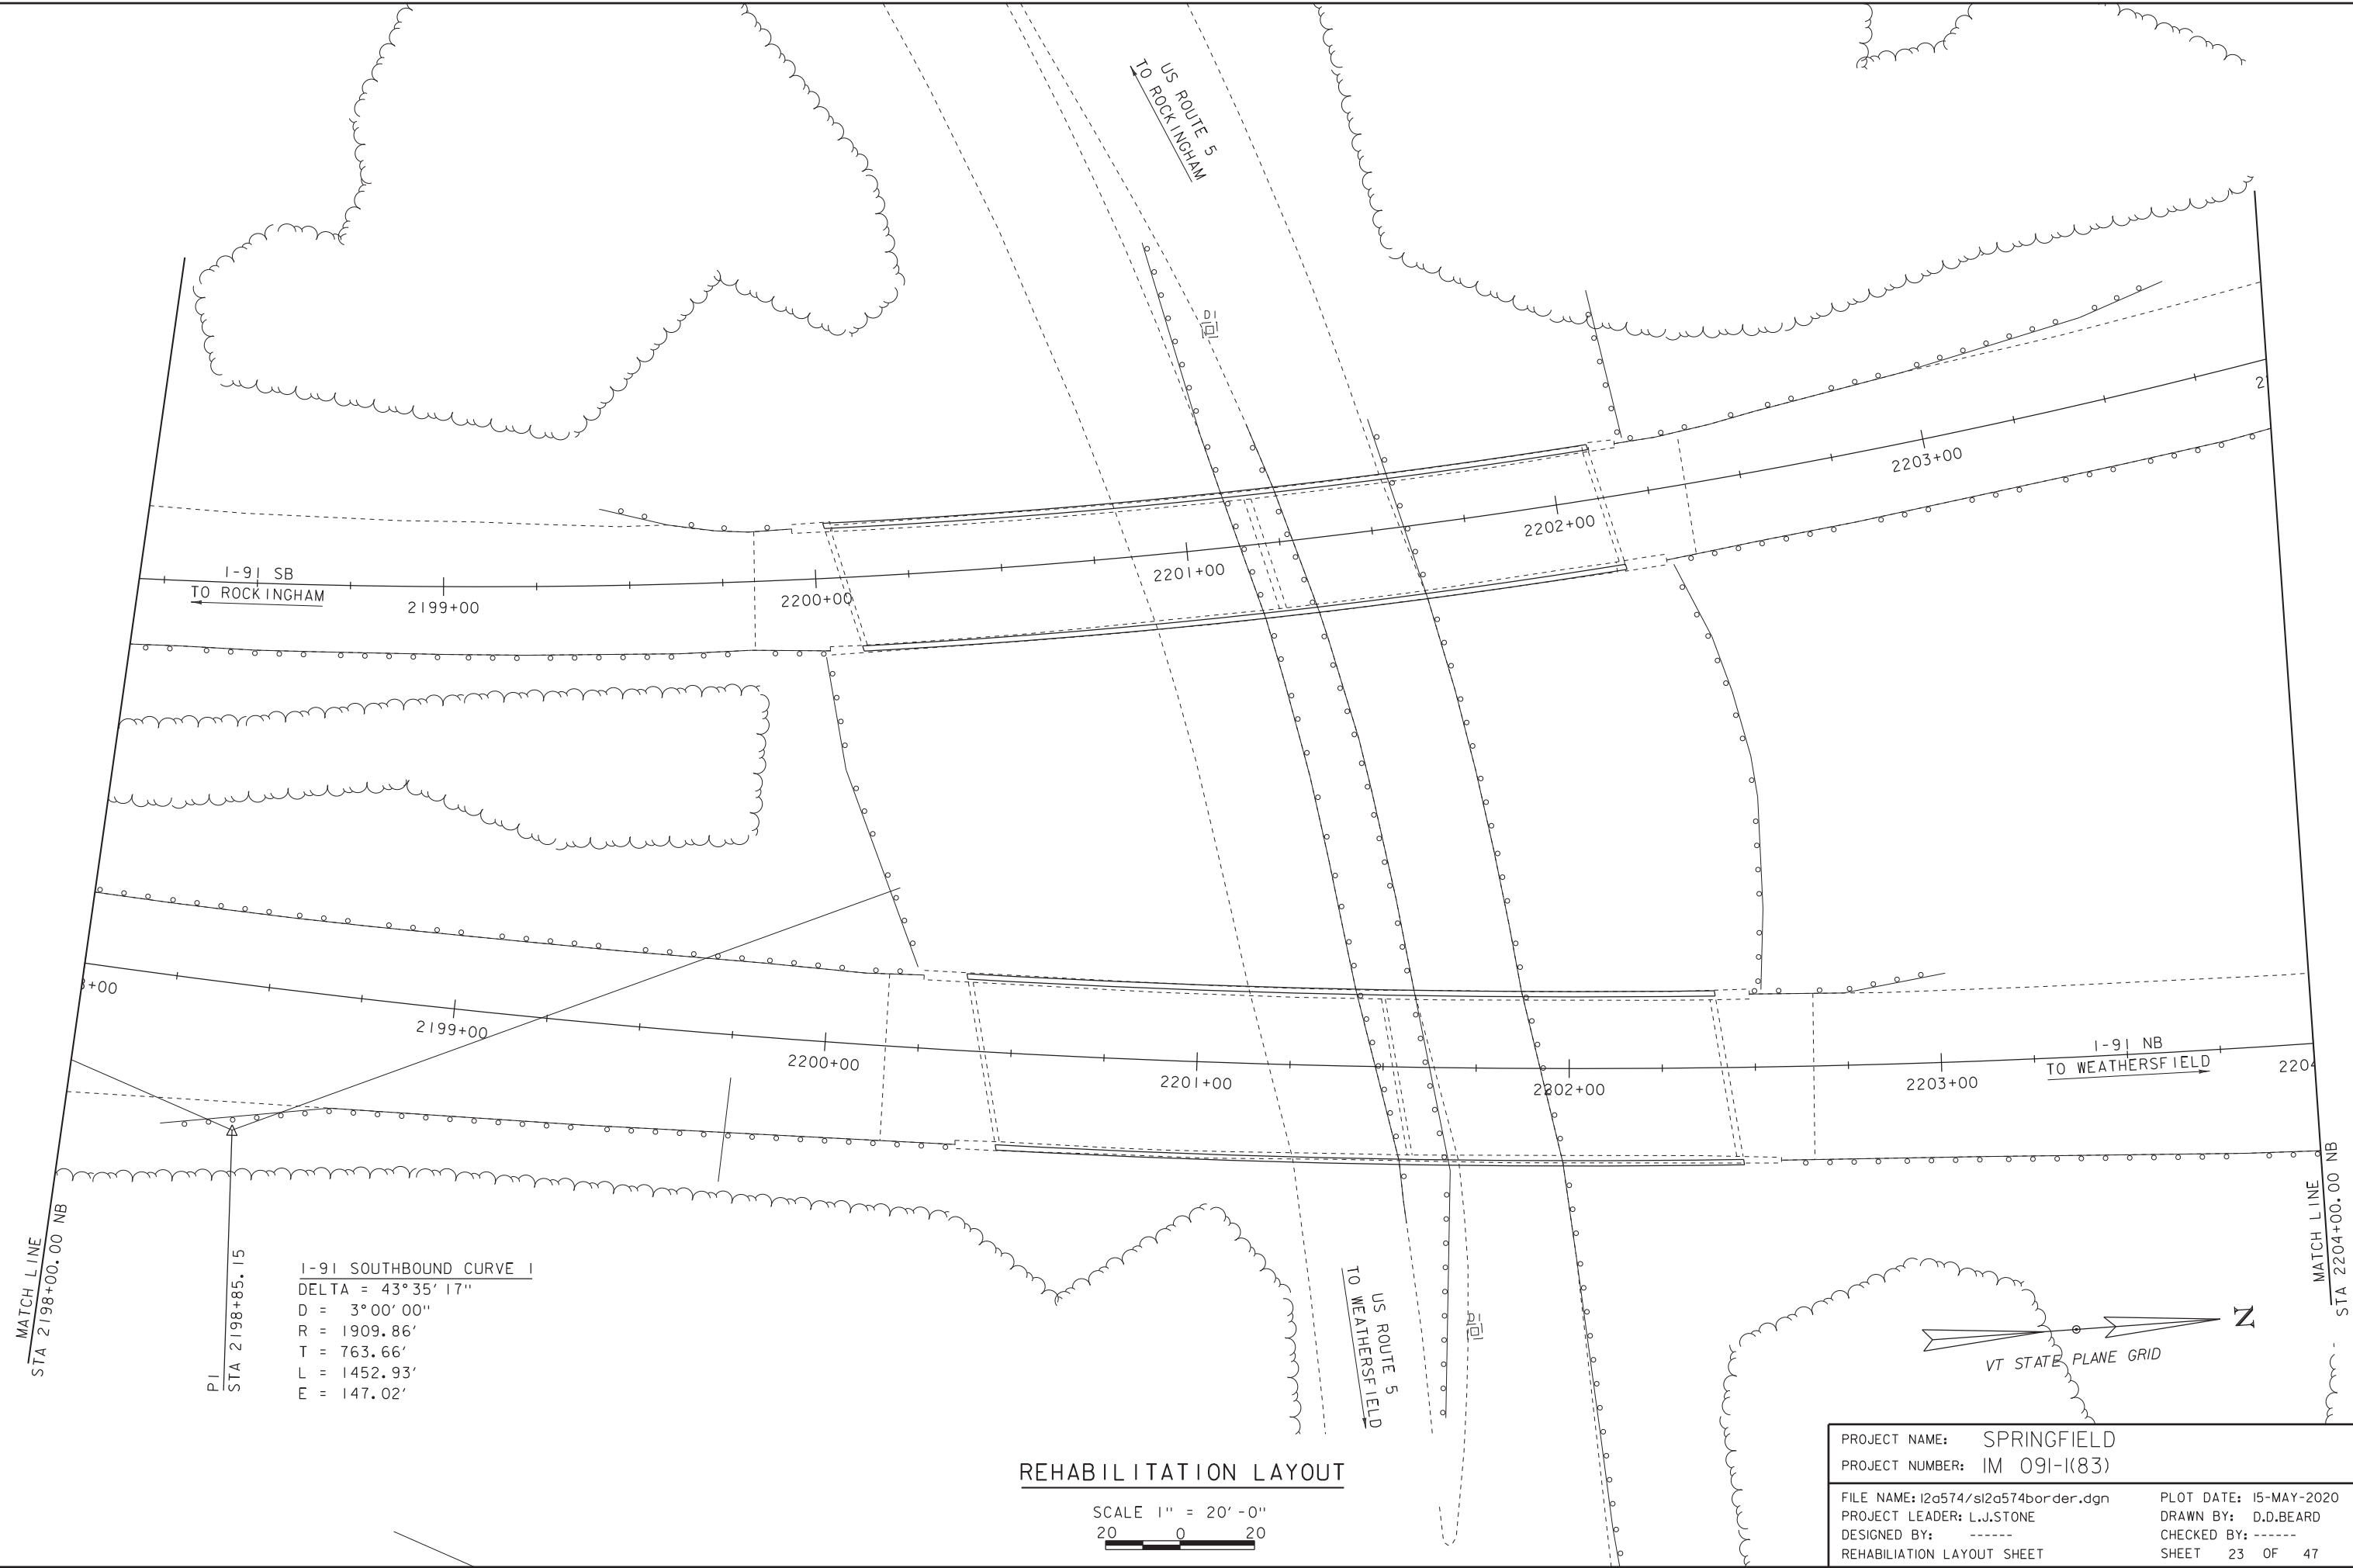 US ROUTE 5
TO ROCKINGHAM
DI
2
2203+00
2202+00
2201+00
2200+00
2199+00
I-91 SB
TO ROCKINGHAM
+00
2199+00
2200+00
2201+00
2202+00
2203+00
I-91 NB
TO WEATHERSFIELD
2204
MATCH LINE
STA 2198+00.00 NB
PI
STA 2198+85.15
I-91 SOUTHBOUND CURVE 1
DELTA = 43°35'17"
D = 3°00'00"
R = 1909.86'
T = 763.66'
L = 1452.93'
E = 147.02'
US ROUTE 5
TO WEATHERSFIELD
DI
MATCH LINE
STA 2204+00.00 NB
N
VT STATE PLANE GRID
REHABILITATION LAYOUT
SCALE 1" = 20'-0"
20 0 20
PROJECT NAME: SPRINGFIELD
PROJECT NUMBER: IM 091-1(83)
FILE NAME: 12a574/s12a574border.dgn
PLOT DATE: 15-MAY-2020
PROJECT LEADER: L.J.STONE
DRAWN BY: D.D.BEARD
DESIGNED BY: ------
CHECKED BY: ------
REHABILIATION LAYOUT SHEET
SHEET 23 OF 47